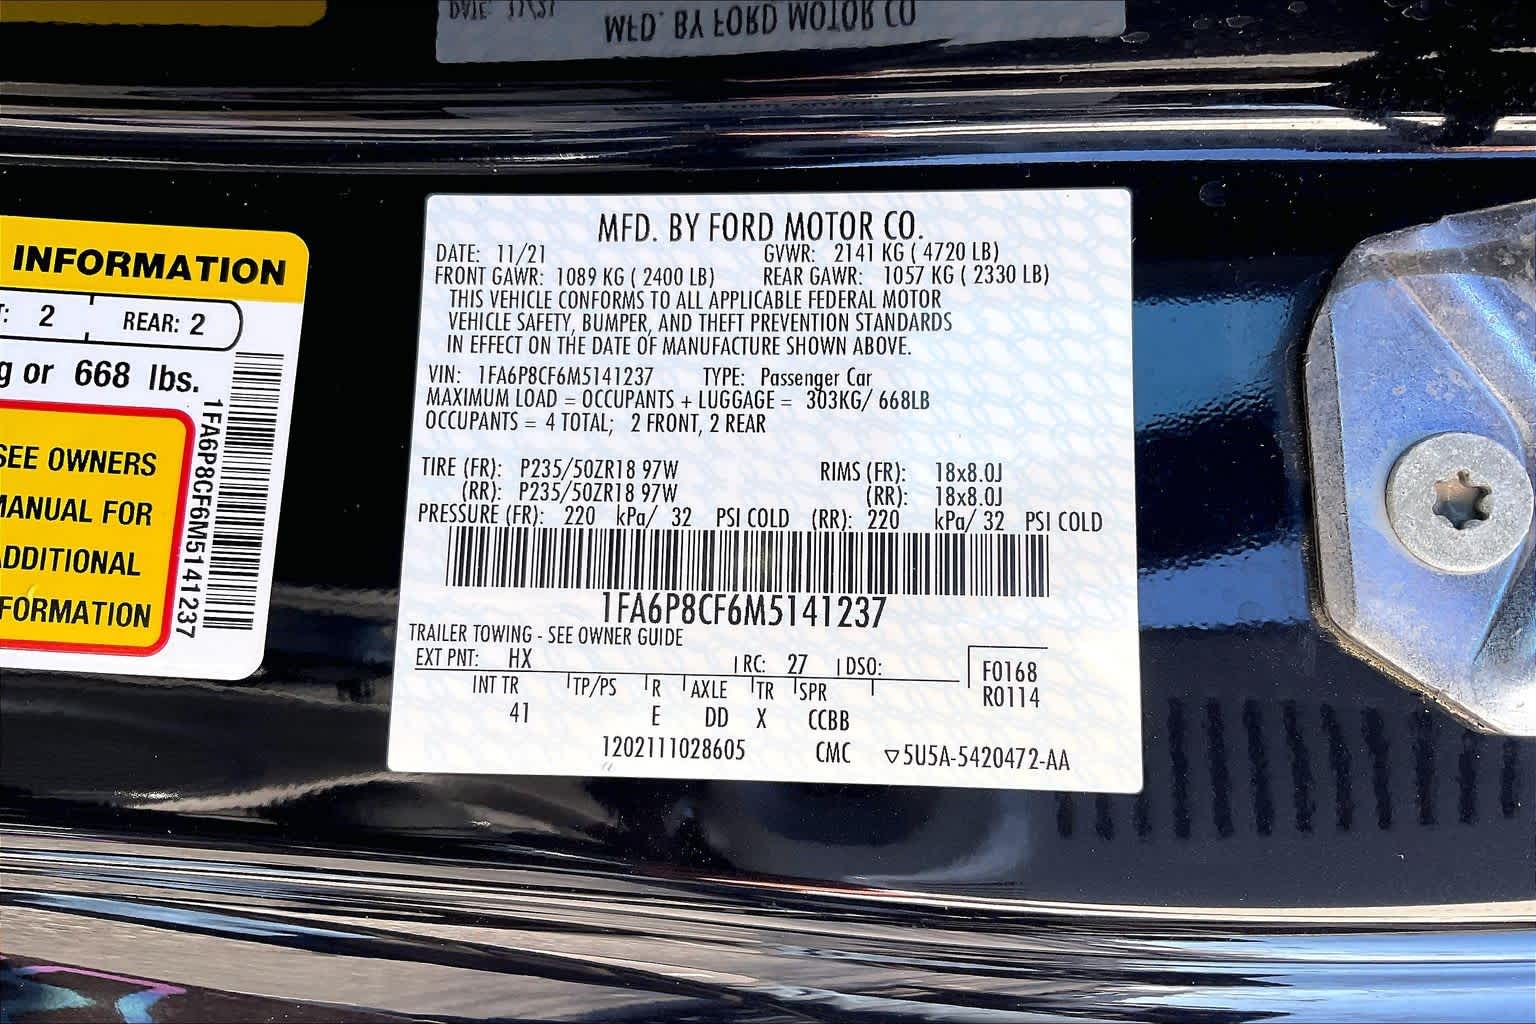 DATE: 11/21
MFD. BY FORD MOTOR CO
INFORMATION
T: 2 REAR: 2
g or 668 lbs.
SEE OWNERS
MANUAL FOR
ADDITIONAL
FORMATION
1FA6P8CF6M5141237
MFD. BY FORD MOTOR CO.
DATE: 11/21 GVWR: 2141 KG ( 4720 LB)
FRONT GAWR: 1089 KG ( 2400 LB) REAR GAWR: 1057 KG ( 2330 LB)
THIS VEHICLE CONFORMS TO ALL APPLICABLE FEDERAL MOTOR
VEHICLE SAFETY, BUMPER, AND THEFT PREVENTION STANDARDS
IN EFFECT ON THE DATE OF MANUFACTURE SHOWN ABOVE.
VIN: 1FA6P8CF6M5141237 TYPE: Passenger Car
MAXIMUM LOAD = OCCUPANTS + LUGGAGE = 303KG/ 668LB
OCCUPANTS = 4 TOTAL; 2 FRONT, 2 REAR
TIRE (FR): P235/50ZR18 97W RIMS (FR): 18x8.0J
(RR): P235/50ZR18 97W (RR): 18x8.0J
PRESSURE (FR): 220 kPa/ 32 PSI COLD (RR): 220 kPa/ 32 PSI COLD
1FA6P8CF6M5141237
TRAILER TOWING - SEE OWNER GUIDE
EXT PNT: HX RC: 27 DSO: F0168
R0114
INT TR TP/PS R AXLE TR SPR
41 E DD X CCBB
1202111028605 CMC ▽5U5A-5420472-AA